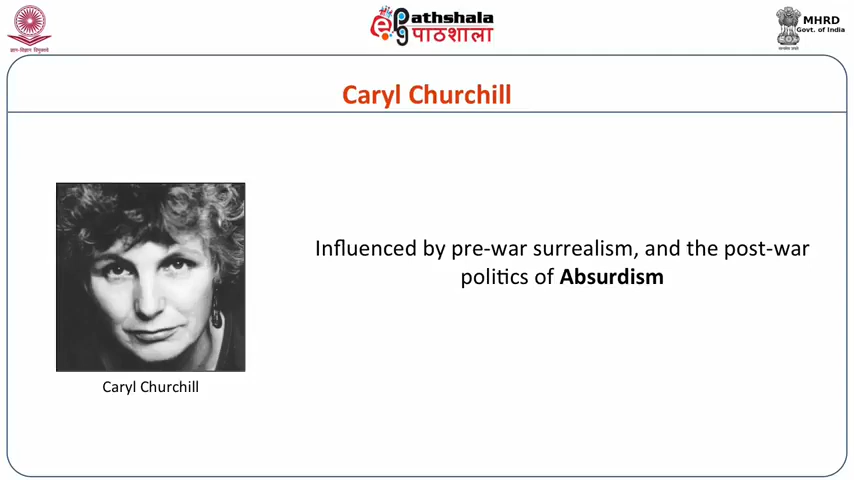 ePathshala
पाठशाला
MHRD
Govt. of India
Caryl Churchill
Influenced by pre-war surrealism, and the post-war
politics of Absurdism
Caryl Churchill